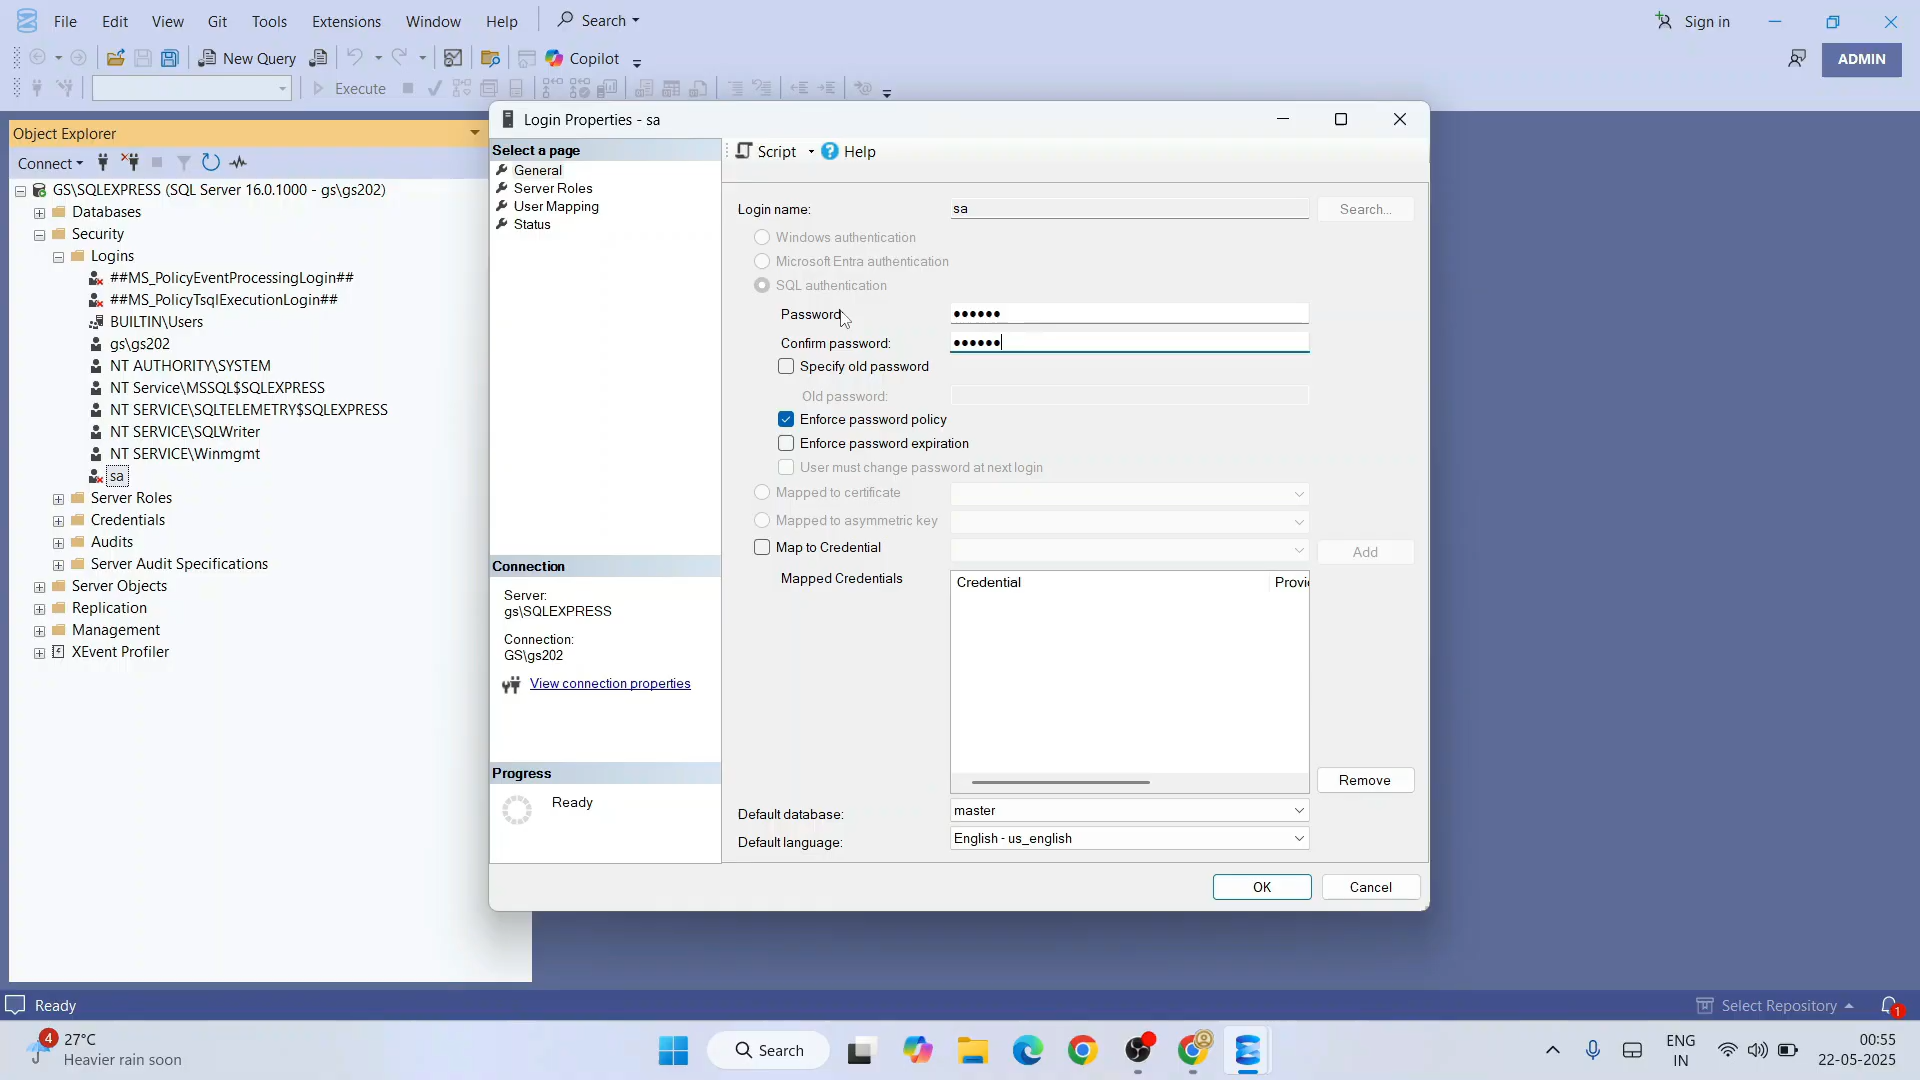 File Edit View Git Tools Extensions Window Help Search Sign in
New Query Copilot ADMIN
Execute
Object Explorer
Connect
GS\SQLEXPRESS (SQL Server 16.0.1000 - gs\gs202)
Databases
Security
Logins
##MS_PolicyEventProcessingLogin##
##MS_PolicyTsqlExecutionLogin##
BUILTIN\Users
gs\gs202
NT AUTHORITY\SYSTEM
NT Service\MSSQL$SQLEXPRESS
NT SERVICE\SQLTELEMETRY$SQLEXPRESS
NT SERVICE\SQLWriter
NT SERVICE\Winmgmt
sa
Server Roles
Credentials
Audits
Server Audit Specifications
Server Objects
Replication
Management
XEvent Profiler
Login Properties - sa
Select a page
General
Server Roles
User Mapping
Status
Connection
Server:
gs\SQLEXPRESS
Connection:
GS\gs202
View connection properties
Progress
Ready
Script Help
Login name: sa Search...
Windows authentication
Microsoft Entra authentication
SQL authentication
Password ●●●●●●
Confirm password: ●●●●●●
Specify old password
Old password:
Enforce password policy
Enforce password expiration
User must change password at next login
Mapped to certificate
Mapped to asymmetric key
Map to Credential Add
Mapped Credentials Credential Provi
Remove
Default database: master
Default language: English - us_english
OK Cancel
Ready Select Repository 1
4 27°C
Heavier rain soon
Search
ENG
IN
00:55
22-05-2025